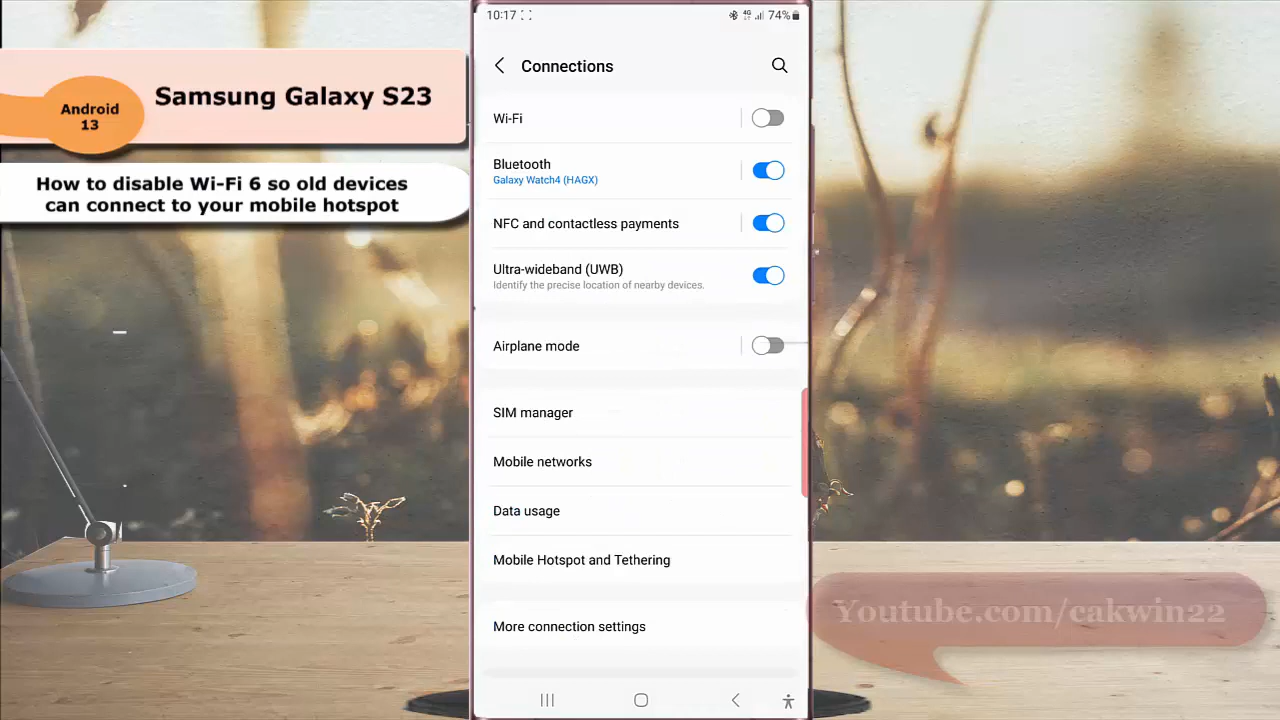 Samsung Galaxy S23
Android
13
How to disable Wi-Fi 6 so old devices
can connect to your mobile hotspot
10:17
4G
74%
Connections
Wi-Fi
Bluetooth
Galaxy Watch4 (HAGX)
NFC and contactless payments
Ultra-wideband (UWB)
Identify the precise location of nearby devices.
Airplane mode
SIM manager
Mobile networks
Data usage
Mobile Hotspot and Tethering
More connection settings
Youtube.com/cakwin22